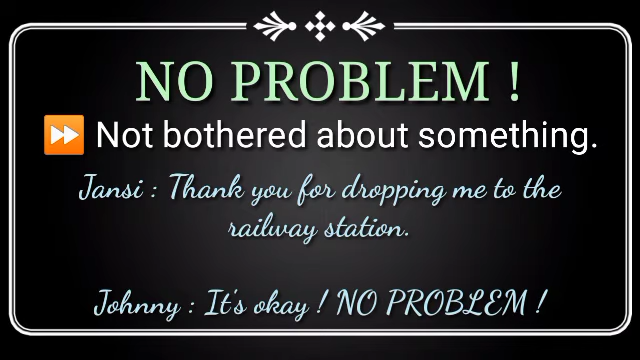 NO PROBLEM !
⏩ Not bothered about something.
Jansi : Thank you for dropping me to the
railway station.
Johnny : It's okay ! NO PROBLEM !